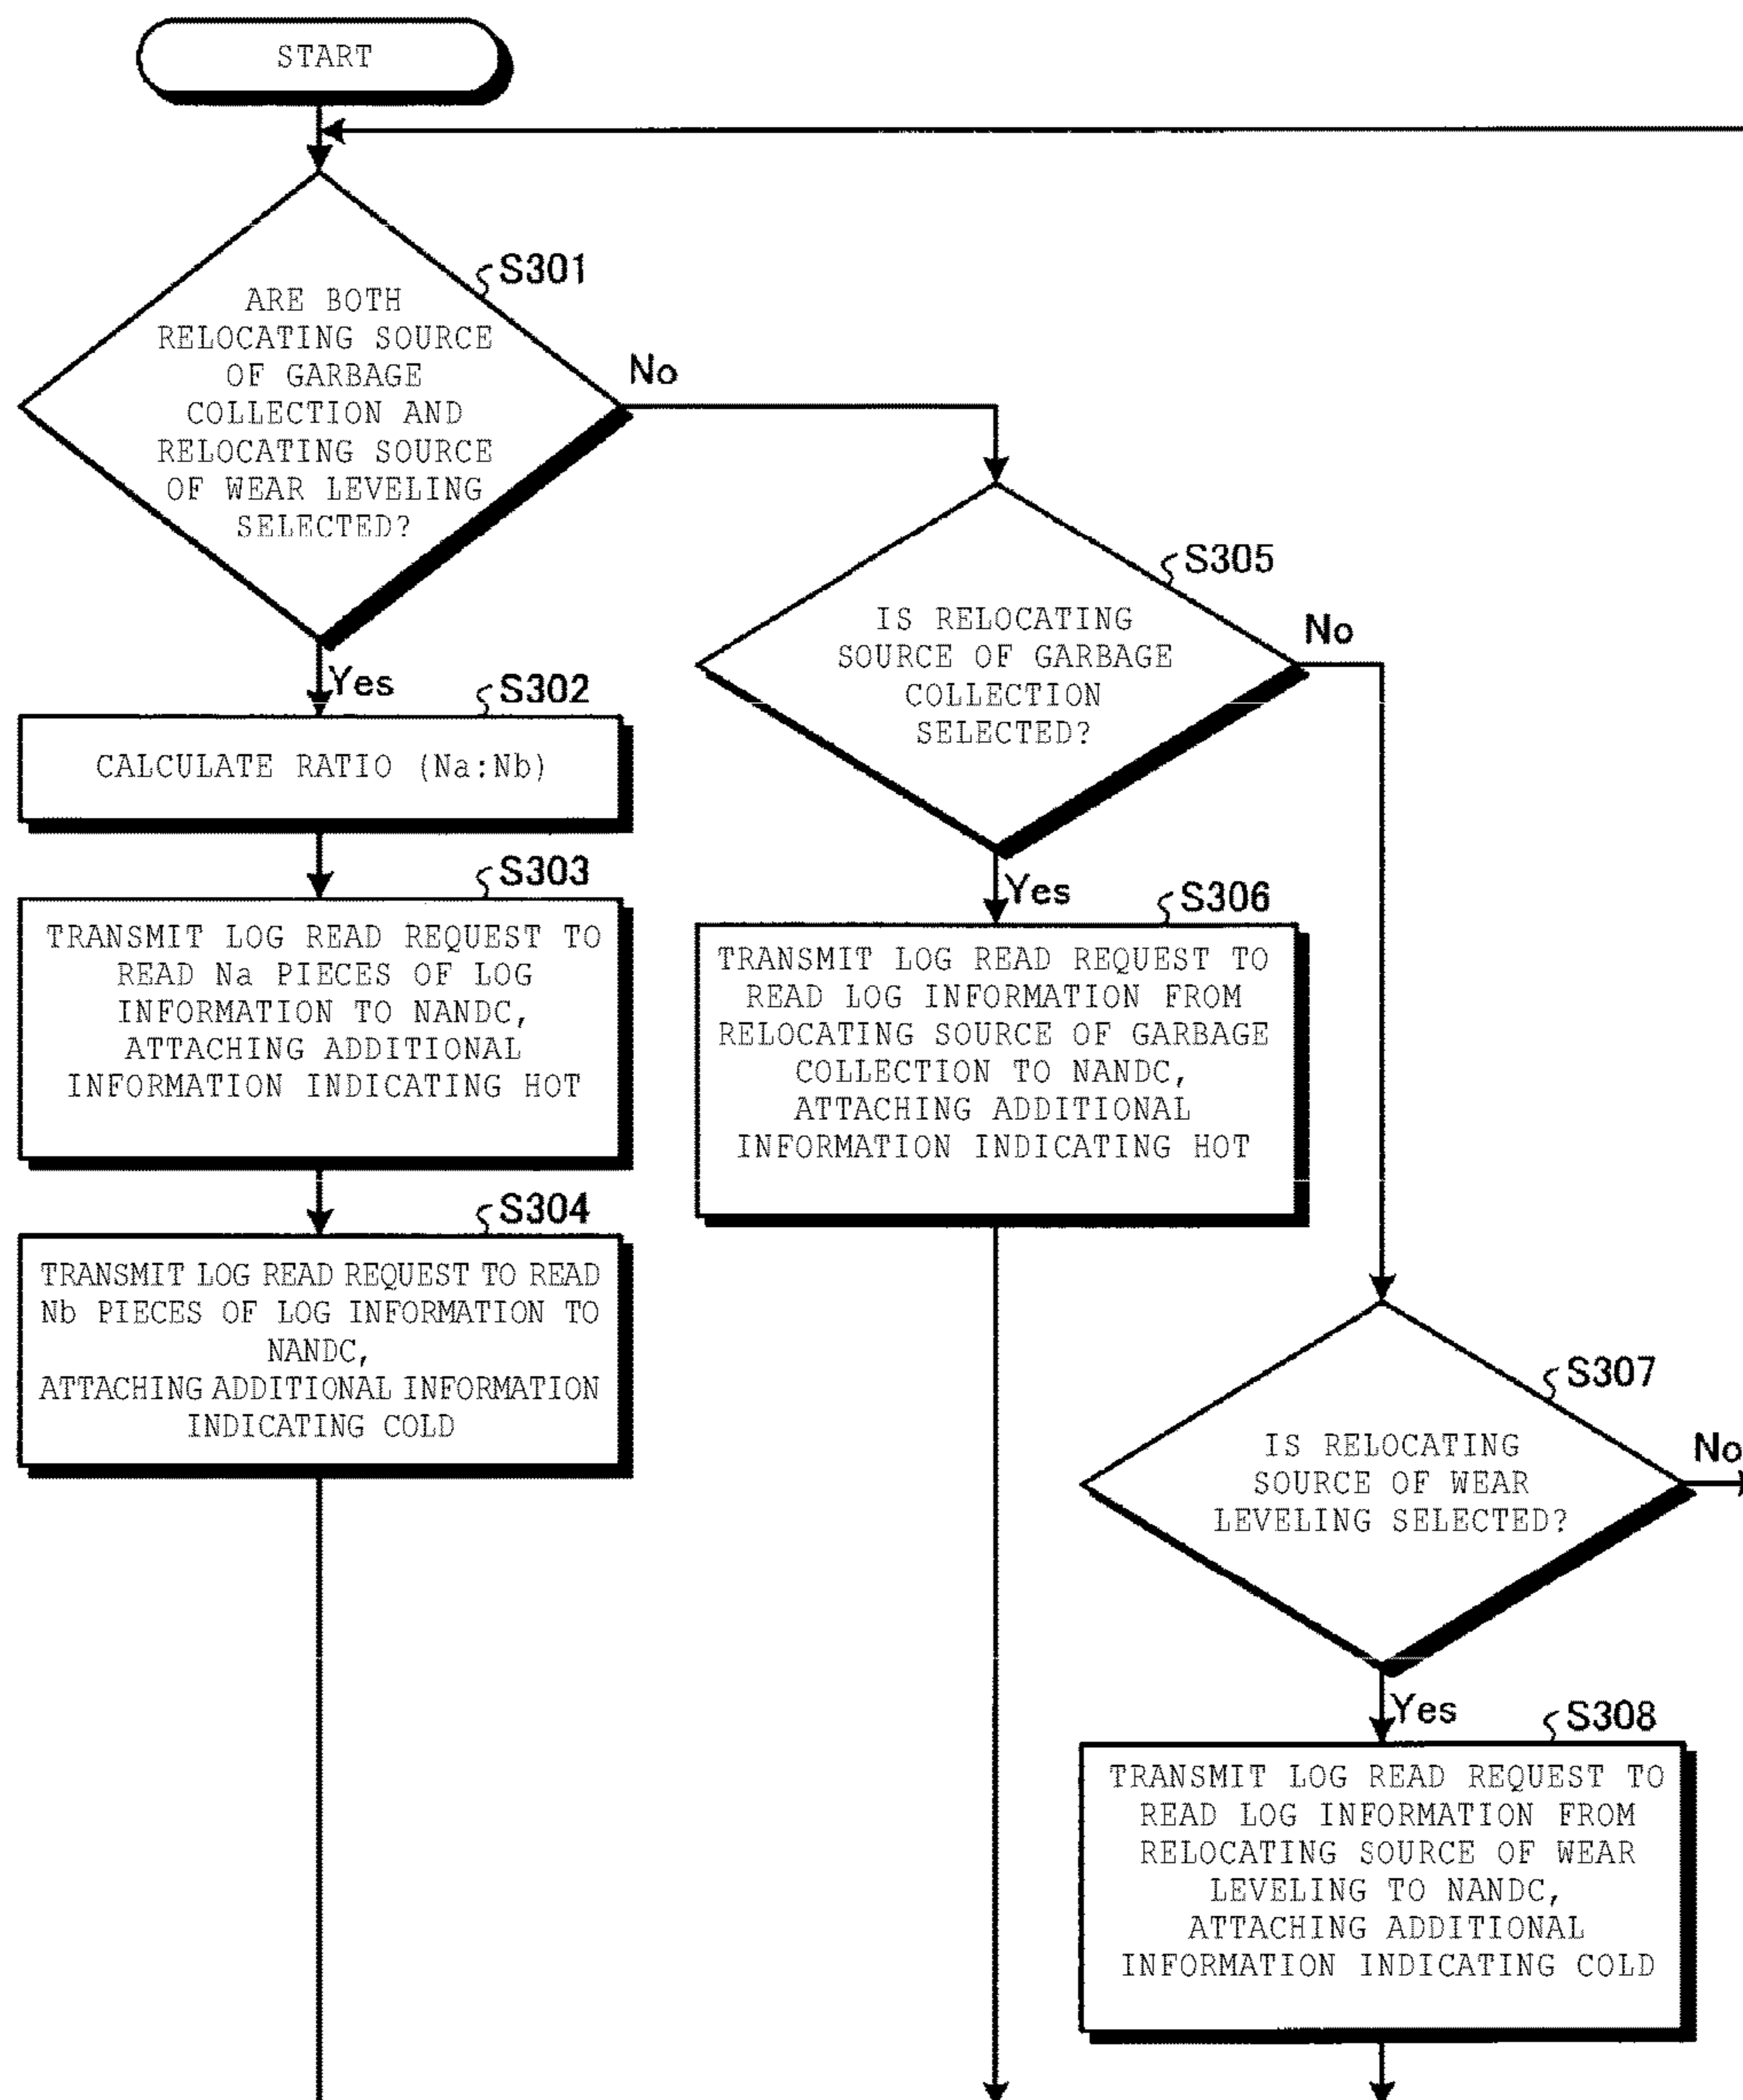 START
S301
ARE BOTH
RELOCATING SOURCE
OF GARBAGE
COLLECTION AND
RELOCATING SOURCE
OF WEAR LEVELING
SELECTED?
No
Yes
S302
CALCULATE RATIO (Na:Nb)
S303
TRANSMIT LOG READ REQUEST TO
READ Na PIECES OF LOG
INFORMATION TO NANDC,
ATTACHING ADDITIONAL
INFORMATION INDICATING HOT
S304
TRANSMIT LOG READ REQUEST TO READ
Nb PIECES OF LOG INFORMATION TO
NANDC,
ATTACHING ADDITIONAL INFORMATION
INDICATING COLD
S305
IS RELOCATING
SOURCE OF GARBAGE
COLLECTION
SELECTED?
No
Yes
S306
TRANSMIT LOG READ REQUEST TO
READ LOG INFORMATION FROM
RELOCATING SOURCE OF GARBAGE
COLLECTION TO NANDC,
ATTACHING ADDITIONAL
INFORMATION INDICATING HOT
S307
IS RELOCATING
SOURCE OF WEAR
LEVELING SELECTED?
No
Yes
S308
TRANSMIT LOG READ REQUEST TO
READ LOG INFORMATION FROM
RELOCATING SOURCE OF WEAR
LEVELING TO NANDC,
ATTACHING ADDITIONAL
INFORMATION INDICATING COLD